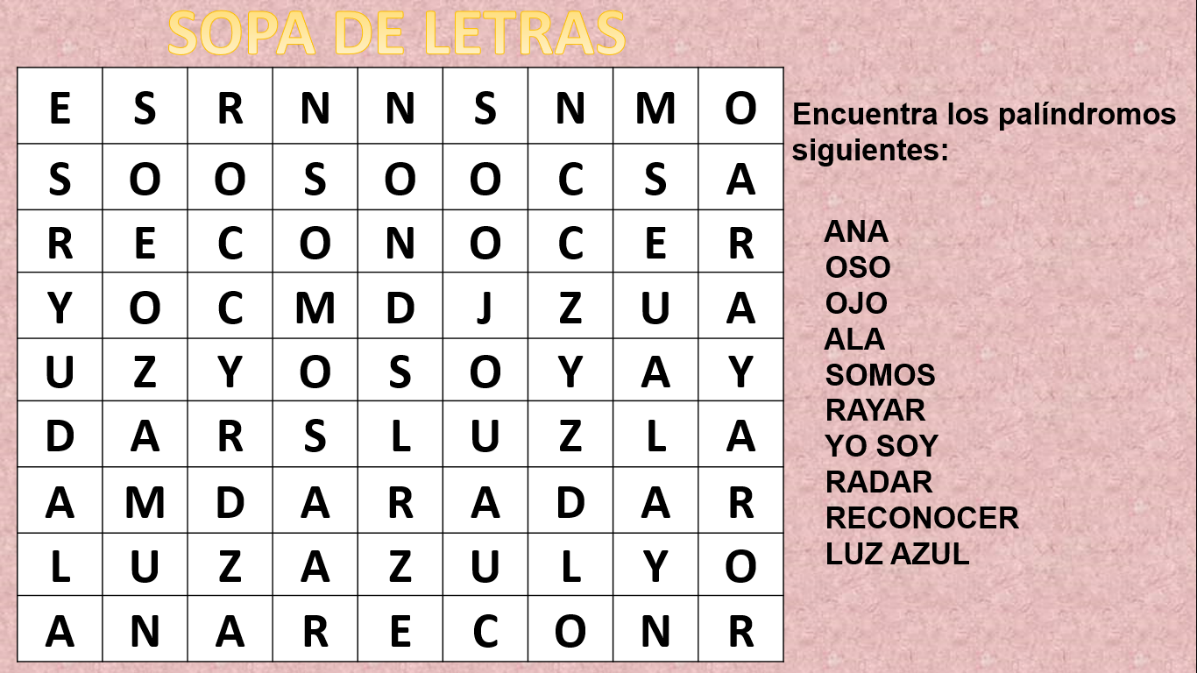 SOPA DE LETRAS
E S R N N S N M O
S O O S O O C S A
R E C O N O C E R
Y O C M D J Z U A
U Z Y O S O Y A Y
D A R S L U Z L A
A M D A R A D A R
L U Z A Z U L Y O
A N A R E C O N R
Encuentra los palíndromos
siguientes:
ANA
OSO
OJO
ALA
SOMOS
RAYAR
YO SOY
RADAR
RECONOCER
LUZ AZUL